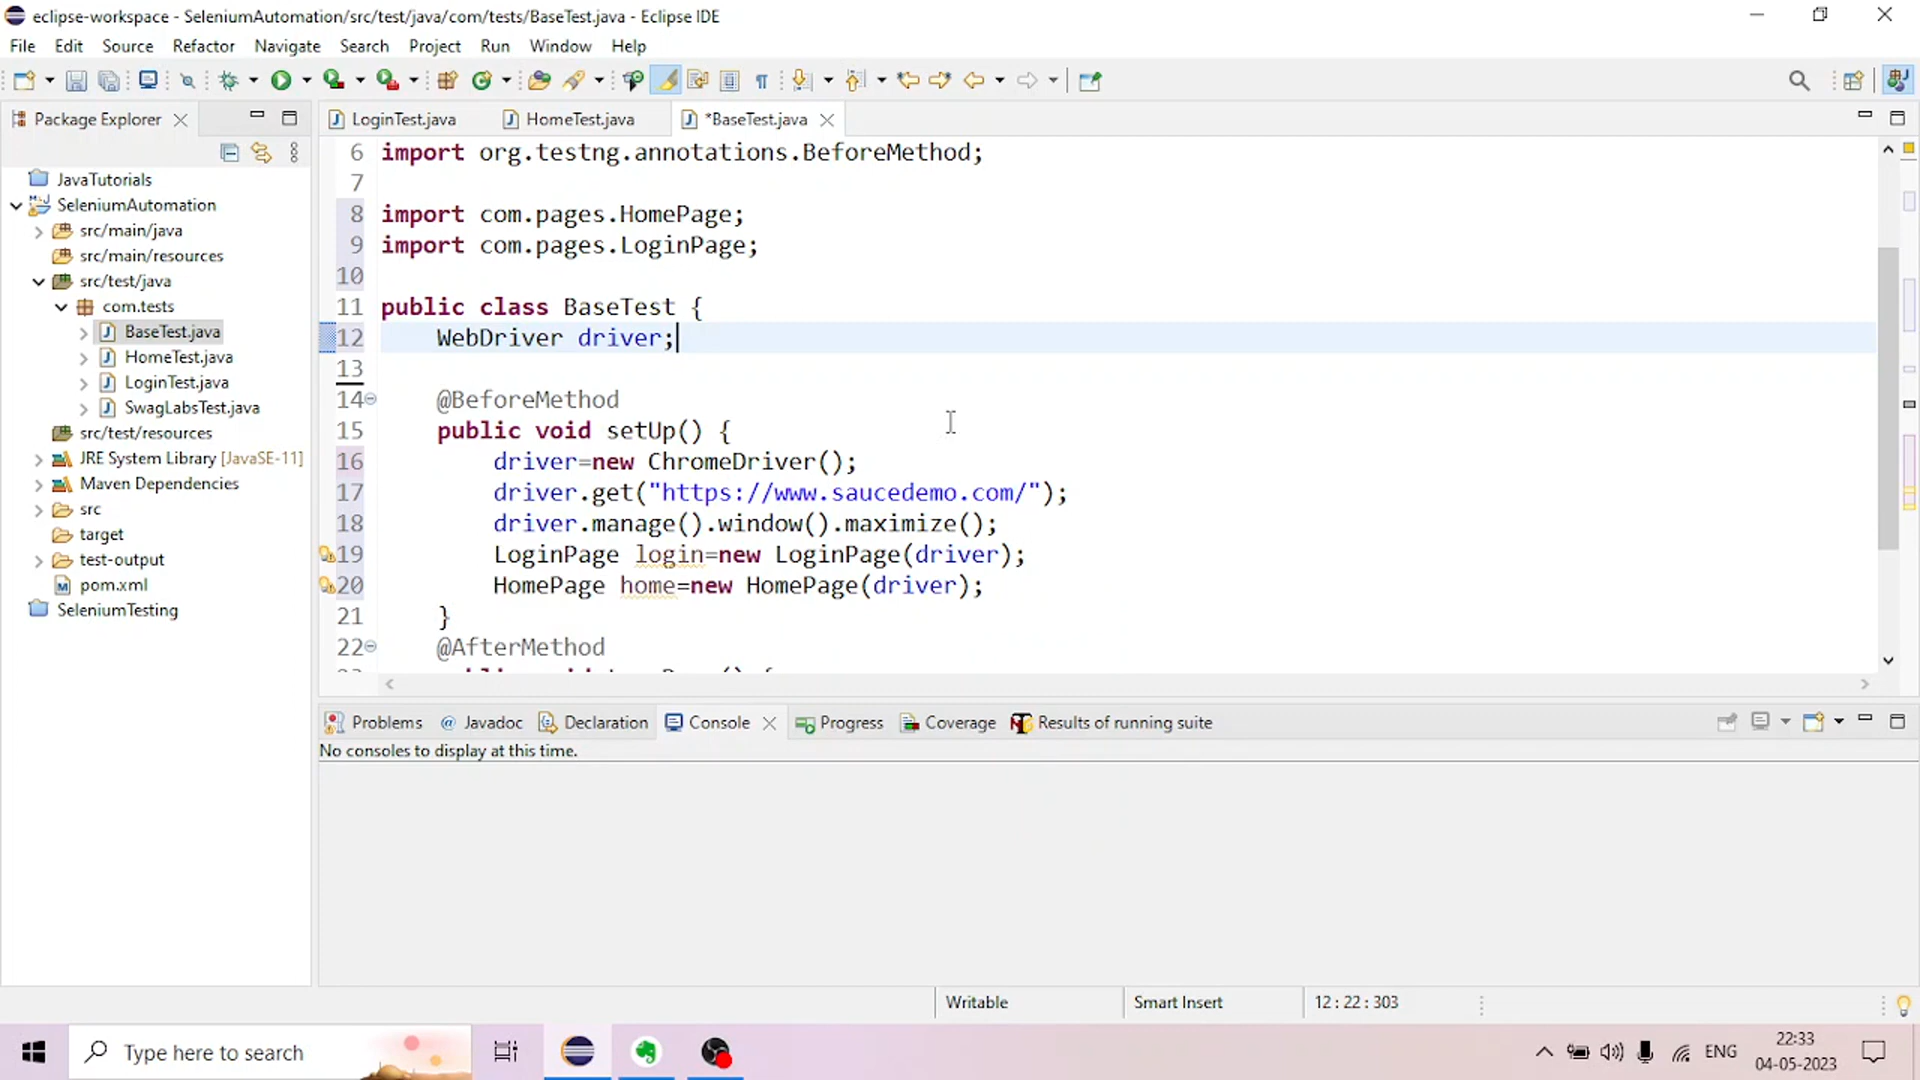 eclipse-workspace - SeleniumAutomation/src/test/java/com/tests/BaseTest.java - Eclipse IDE
File Edit Source Refactor Navigate Search Project Run Window Help
Package Explorer
JavaTutorials
SeleniumAutomation
src/main/java
src/main/resources
src/test/java
com.tests
BaseTest.java
HomeTest.java
LoginTest.java
SwagLabsTest.java
src/test/resources
JRE System Library [JavaSE-11]
Maven Dependencies
src
target
test-output
pom.xml
SeleniumTesting
LoginTest.java HomeTest.java *BaseTest.java
6 import org.testng.annotations.BeforeMethod;
7
8 import com.pages.HomePage;
9 import com.pages.LoginPage;
10
11 public class BaseTest {
12 WebDriver driver;
13
14 @BeforeMethod
15 public void setUp() {
16 driver=new ChromeDriver();
17 driver.get("https://www.saucedemo.com/");
18 driver.manage().window().maximize();
19 LoginPage login=new LoginPage(driver);
20 HomePage home=new HomePage(driver);
21 }
22 @AfterMethod
Problems @ Javadoc Declaration Console Progress Coverage Results of running suite
No consoles to display at this time.
Writable Smart Insert 12 : 22 : 303
Type here to search
ENG
22:33
04-05-2023